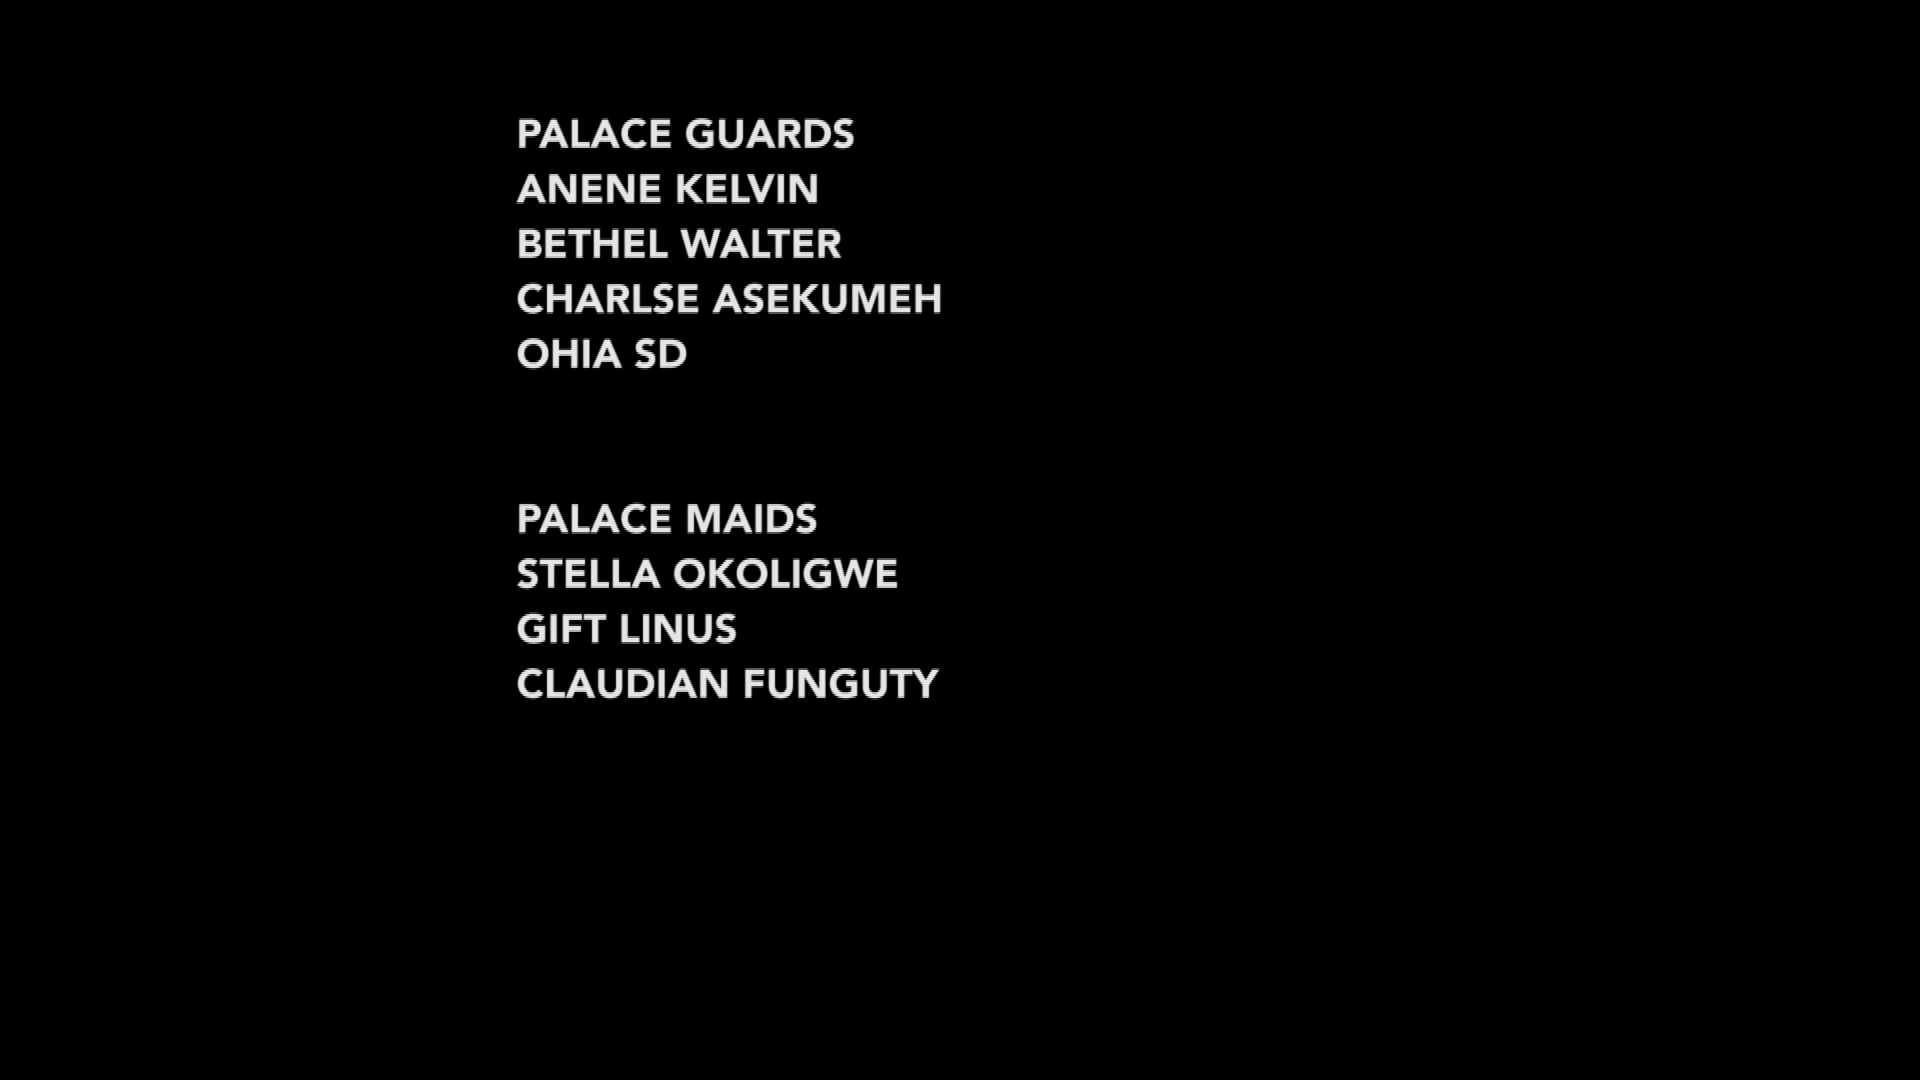 PALACE GUARDS
ANENE KELVIN
BETHEL WALTER
CHARLSE ASEKUMEH
OHIA SD
PALACE MAIDS
STELLA OKOLIGWE
GIFT LINUS
CLAUDIAN FUNGUTY